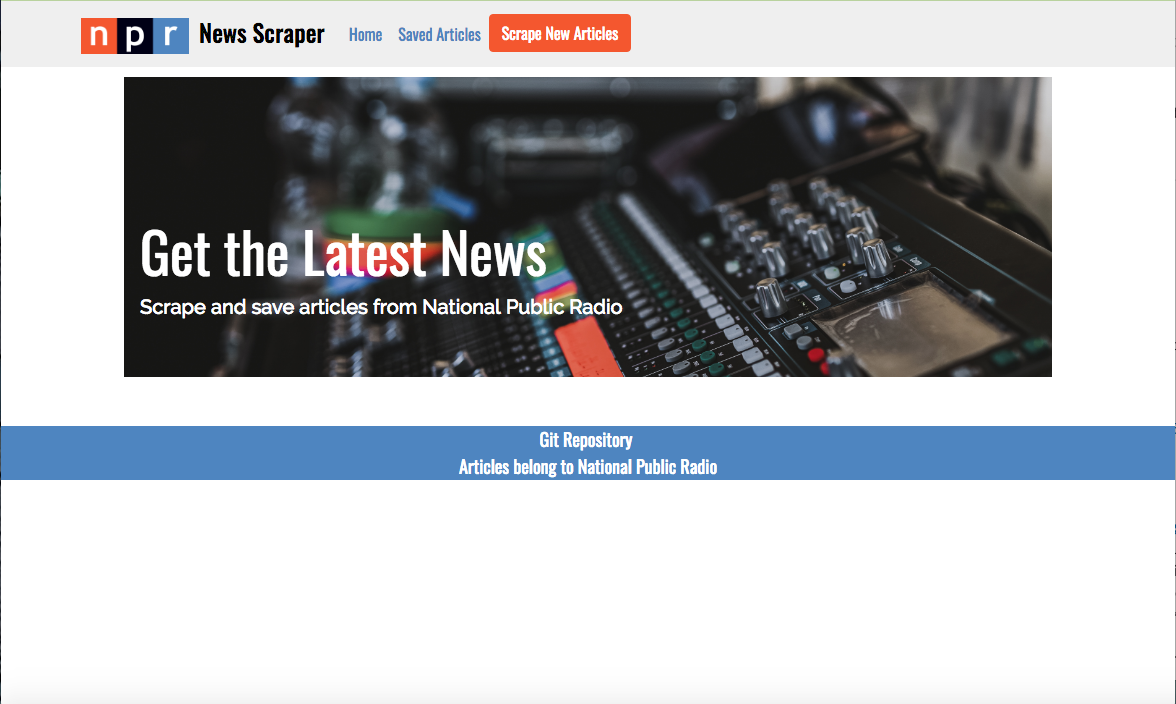 npr News Scraper Home Saved Articles Scrape New Articles
Get the Latest News
Scrape and save articles from National Public Radio
Git Repository
Articles belong to National Public Radio